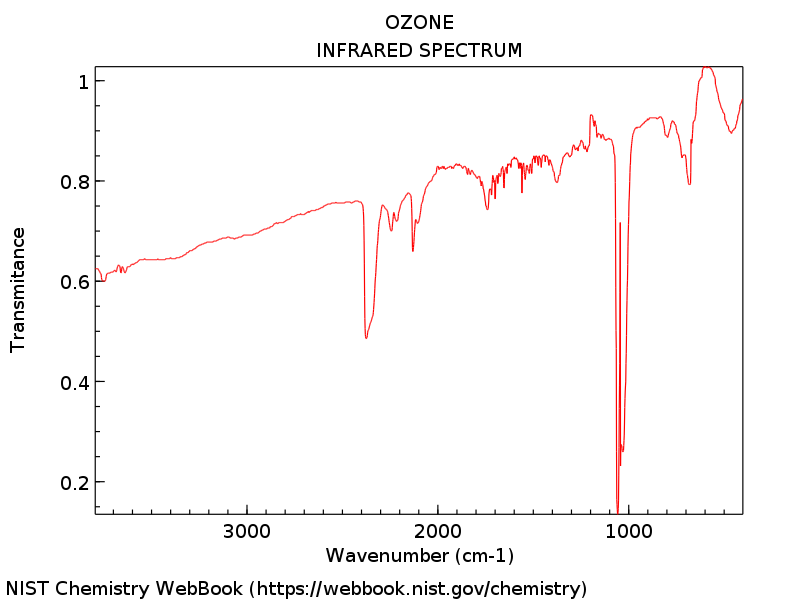 OZONE
INFRARED SPECTRUM
1
0.8
0.6
0.4
0.2
Transmitance
3000 2000 1000
Wavenumber (cm-1)
NIST Chemistry WebBook (https://webbook.nist.gov/chemistry)